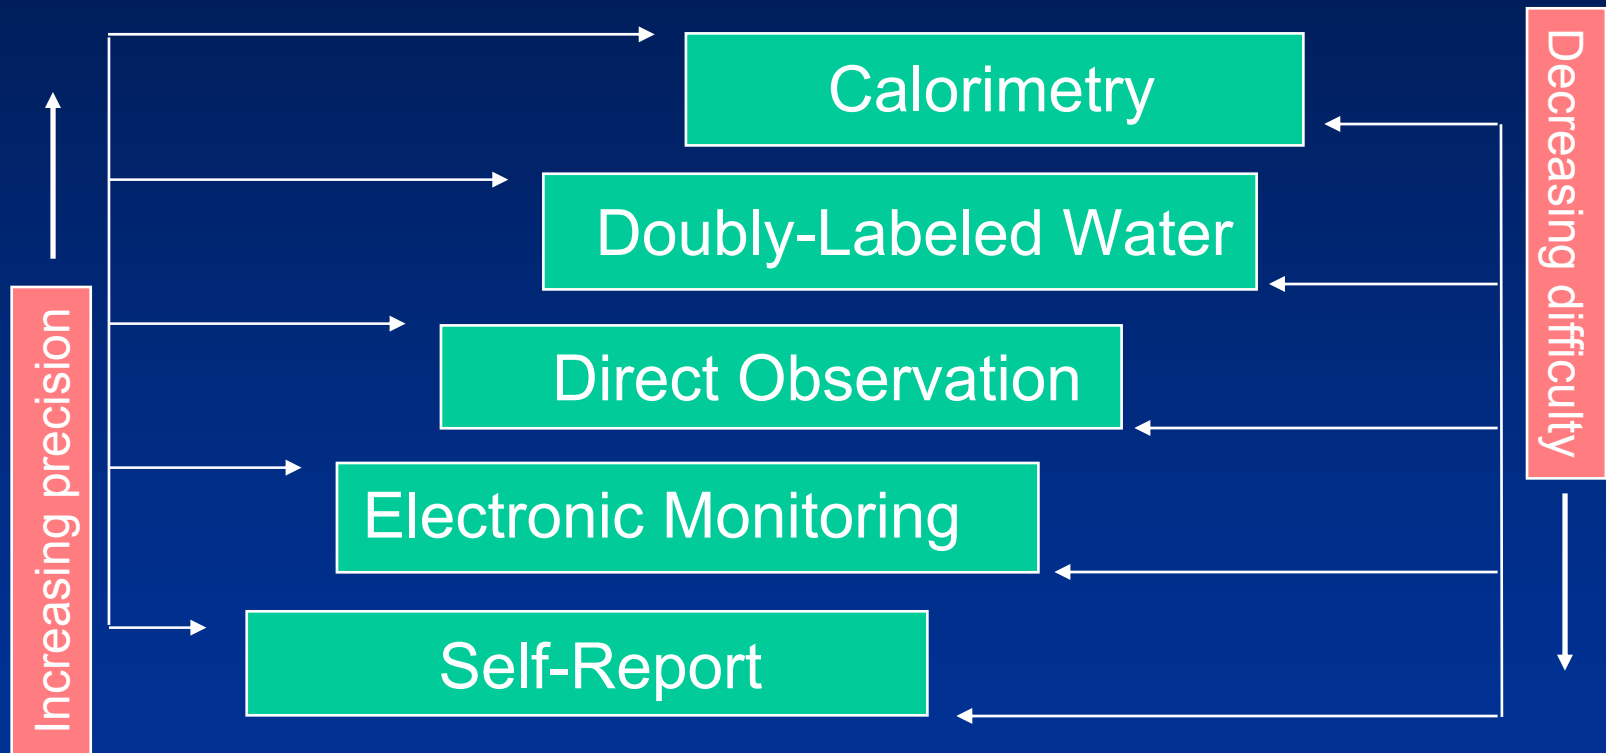 Calorimetry
Doubly-Labeled Water
Direct Observation
Electronic Monitoring
Self-Report
Increasing precision
Decreasing difficulty